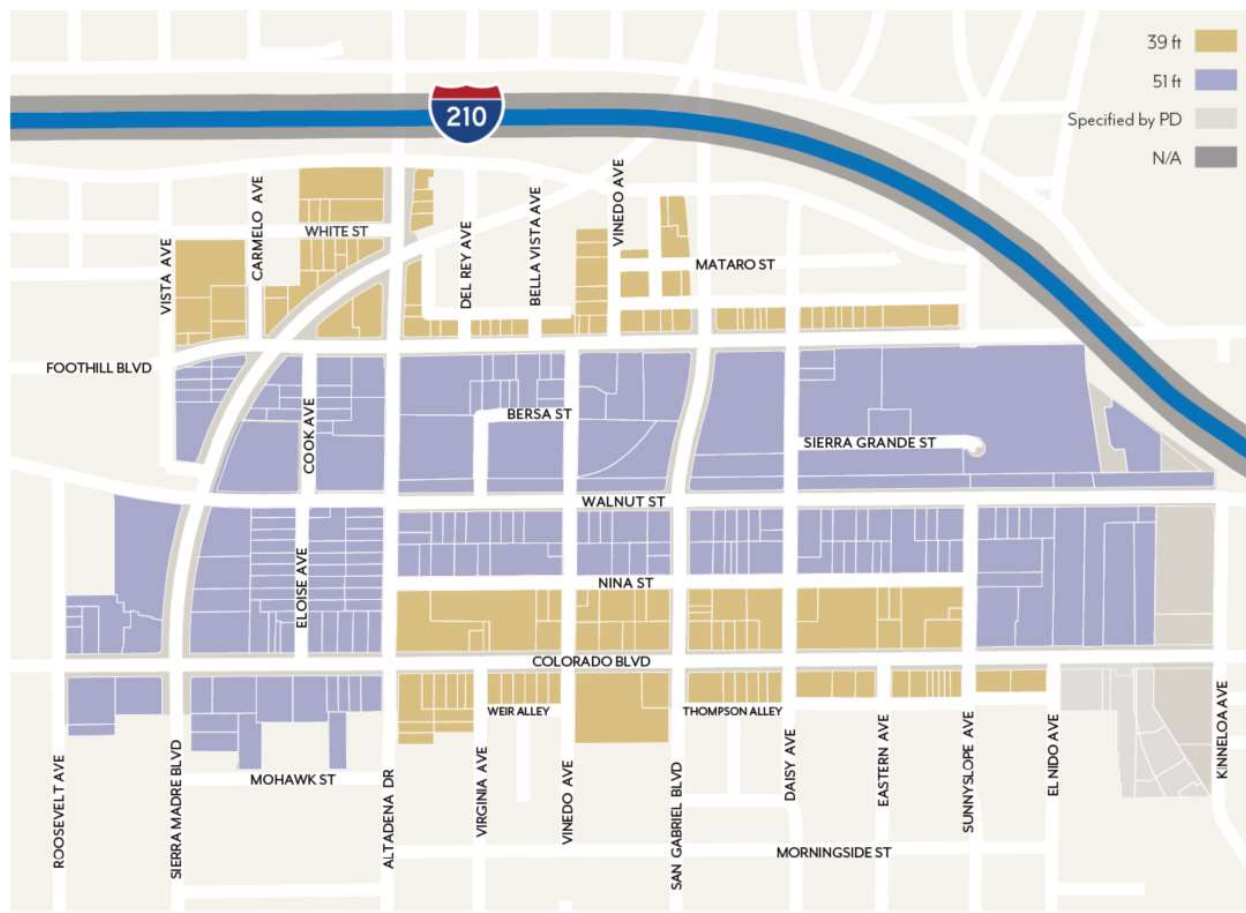 39 ft
51 ft
Specified by PD
N/A
210
VISTA AVE
CARMELO AVE
WHITE ST
DEL REY AVE
BELLA VISTA AVE
VINEDO AVE
MATARO ST
FOOTHILL BLVD
COOK AVE
BERSA ST
SIERRA GRANDE ST
WALNUT ST
ELOISE AVE
NINA ST
COLORADO BLVD
WEIR ALLEY
THOMPSON ALLEY
ROOSEVELT AVE
SIERRA MADRE BLVD
MOHAWK ST
ALTADENA DR
VIRGINIA AVE
VINEDO AVE
SAN GABRIEL BLVD
DAISY AVE
EASTERN AVE
SUNNYSLOPE AVE
EL NIDO AVE
KINNELOA AVE
MORNINGSIDE ST